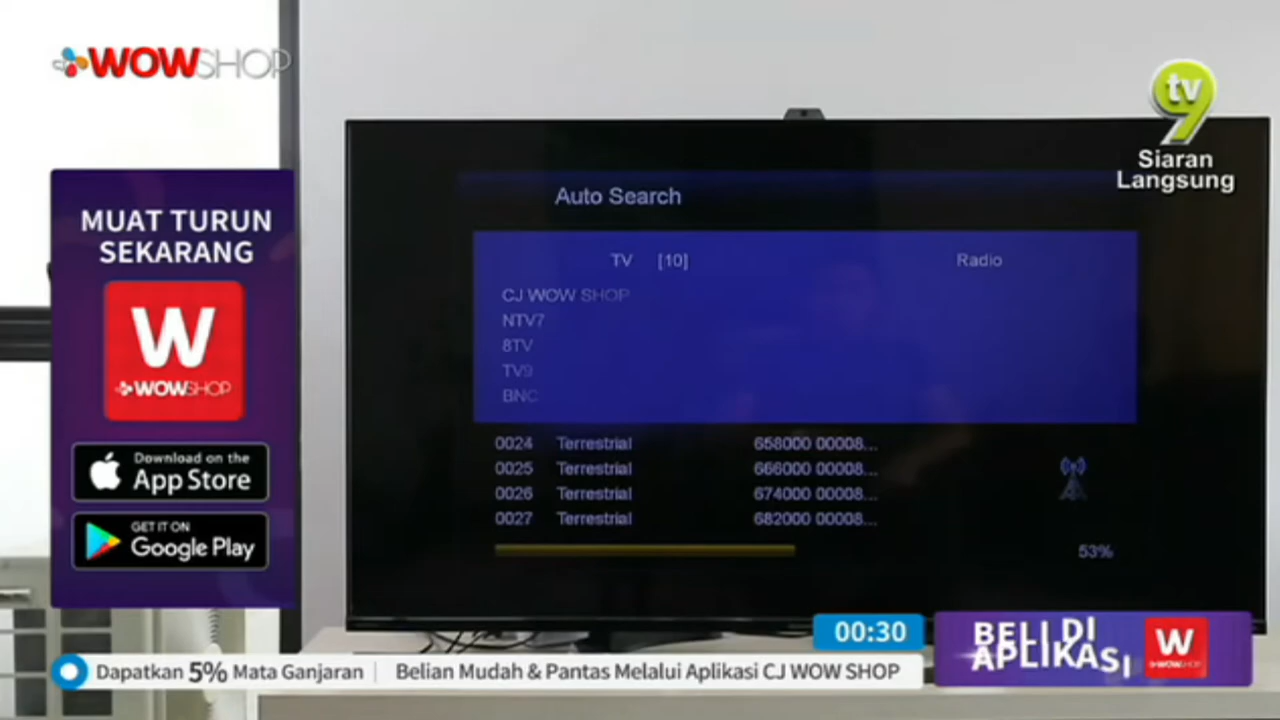 WOWSHOP
tv9
Siaran
Langsung
MUAT TURUN
SEKARANG
W
WOWSHOP
Download on the
App Store
GET IT ON
Google Play
Auto Search
TV [10] Radio
CJ WOW SHOP
NTV7
8TV
TV9
BNC
0024 Terrestrial 658000 00008...
0025 Terrestrial 666000 00008...
0026 Terrestrial 674000 00008...
0027 Terrestrial 682000 00008...
53%
00:30
BELI DI
APLIKASI
W
WOWSHOP
Dapatkan 5% Mata Ganjaran | Belian Mudah & Pantas Melalui Aplikasi CJ WOW SHOP